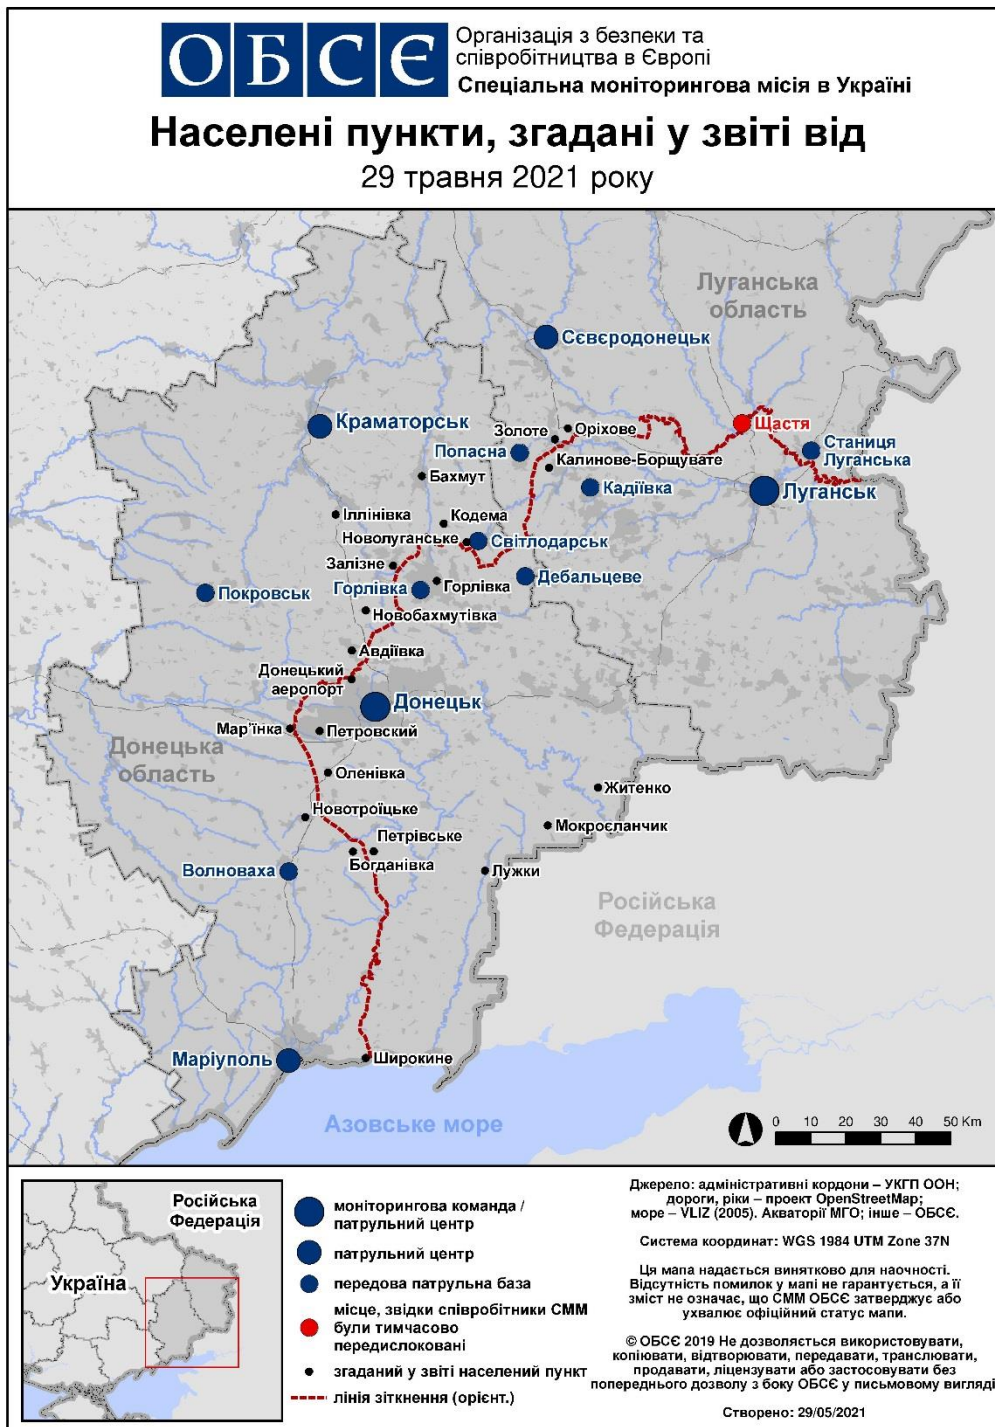 ОБСЄ
Організація з безпеки та
співробітництва в Європі
Спеціальна моніторингова місія в Україні
Населені пункти, згадані у звіті від
29 травня 2021 року
Луганська
область
Сєвєродонецьк
Краматорськ
Золоте
Оріхове
Щастя
Попасна
Станиця
Луганська
Калинове-Борщувате
Бахмут
Кадіївка
Луганськ
Іллінівка
Кодема
Новолуганське
Світлодарськ
Залізне
Дебальцеве
Горлівка
Горлівка
Покровськ
Новобахмутівка
Авдіївка
Донецький
аеропорт
Донецьк
Мар'їнка
Петровский
Донецька
область
Оленівка
Житенко
Новотроїцьке
Мокроєланчик
Петрівське
Богданівка
Волноваха
Лужки
Російська
Федерація
Маріуполь
Широкине
Азовське море
0 10 20 30 40 50 Km
Російська
Федерація
Україна
моніторингова команда /
патрульний центр
патрульний центр
передова патрульна база
місце, звідки співробітники СММ
були тимчасово
передислоковані
згаданий у звіті населений пункт
лінія зіткнення (орієнт.)
Джерело: адміністративні кордони – УКГП ООН;
дороги, ріки – проект OpenStreetMap;
море – VLIZ (2005). Акваторії МГО; інше – ОБСЄ.
Система координат: WGS 1984 UTM Zone 37N
Ця мапа надається винятково для наочності.
Відсутність помилок у мапі не гарантується, а її
зміст не означає, що СММ ОБСЄ затверджує або
ухвалює офіційний статус мапи.
© ОБСЄ 2019 Не дозволяється використовувати,
копіювати, відтворювати, передавати, транслювати,
продавати, ліцензувати або застосовувати без
попереднього дозволу з боку ОБСЄ у письмовому вигляді
Створено: 29/05/2021